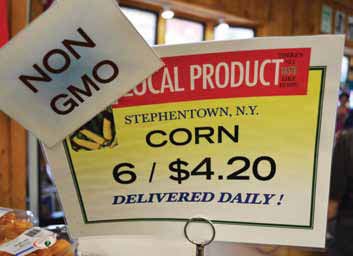 NON
GMO
LOCAL PRODUCT
STEPHENTOWN, N.Y.
CORN
6 / $4.20
DELIVERED DAILY!